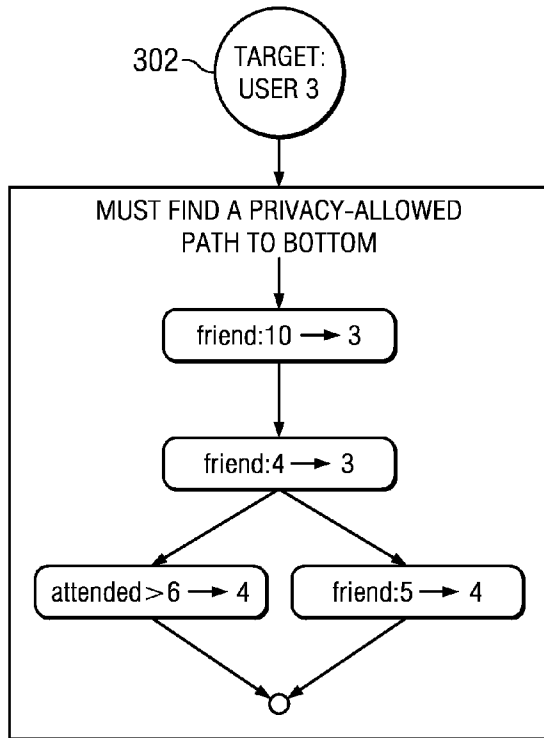 302
TARGET:
USER 3
MUST FIND A PRIVACY-ALLOWED
PATH TO BOTTOM
friend:10 → 3
friend:4 → 3
attended>6 → 4
friend:5 → 4